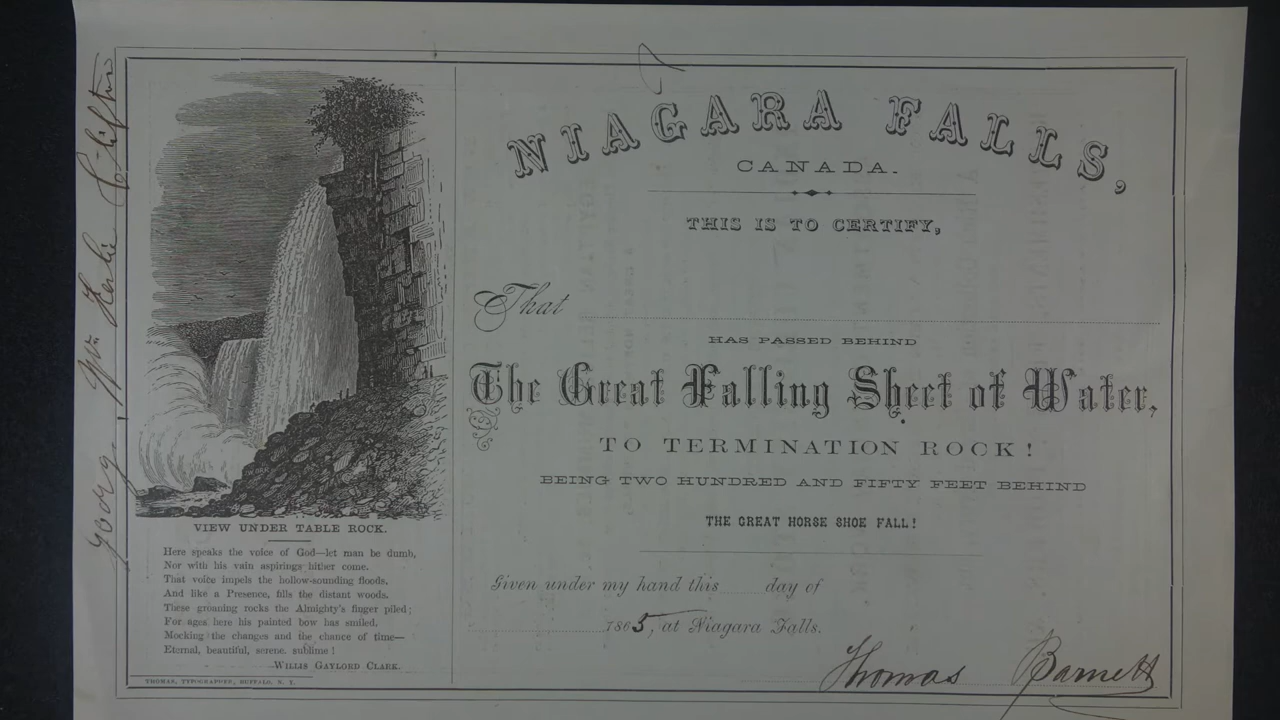 NIAGARA FALLS,
CANADA.
THIS IS TO CERTIFY,
That
HAS PASSED BEHIND
The Great Falling Sheet of Water,
TO TERMINATION ROCK!
BEING TWO HUNDRED AND FIFTY FEET BEHIND
THE GREAT HORSE SHOE FALL!
Given under my hand this day of
1865, at Niagara Falls.
Thomas Barnett
VIEW UNDER TABLE ROCK.
Here speaks the voice of God—let man be dumb,
Nor with his vain aspirings hither come.
That voice impels the hollow-sounding floods,
And like a Presence, fills the distant woods.
These groaning rocks the Almighty's finger piled;
For ages here his painted bow has smiled,
Mocking the changes and the chance of time—
Eternal, beautiful, serene, sublime!
WILLIS GAYLORD CLARK.
THOMAS, TYPOGRAPHER, BUFFALO, N. Y.